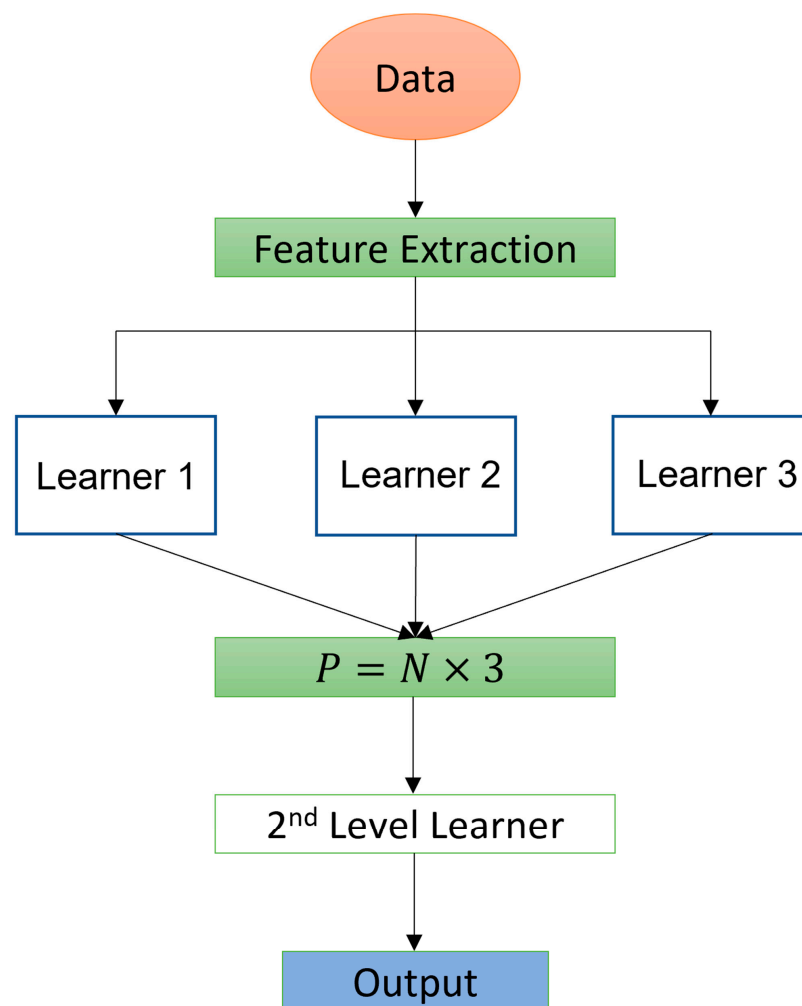 Data
Feature Extraction
Learner 1
Learner 2
Learner 3
P = N × 3
2nd Level Learner
Output